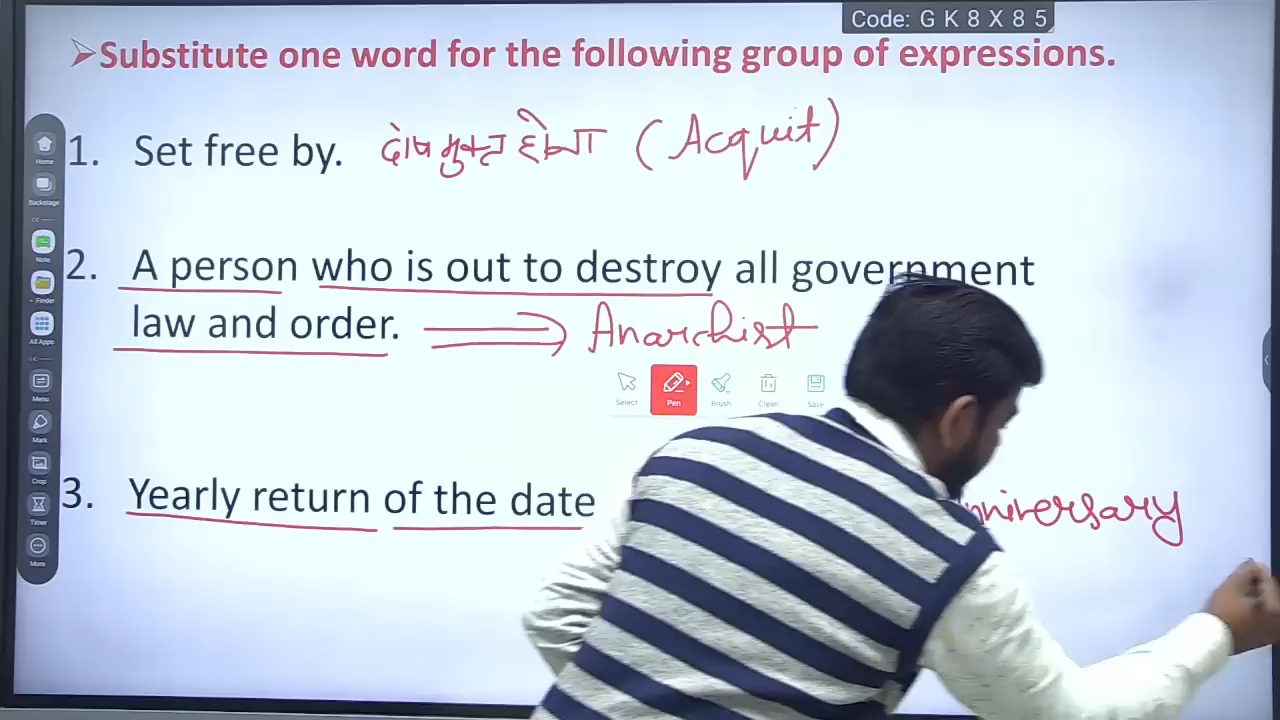 Code: G K 8 X 8 5
➢Substitute one word for the following group of expressions.
1. Set free by. दोष मुक्त होना (Acquit)
2. A person who is out to destroy all government
law and order. ⟹ Anarchist
3. Yearly return of the date nniversary
Home
Backstage
Note
Finder
All Apps
Menu
Mark
Crop
Timer
More
Select
Pen
Brush
Clean
Save